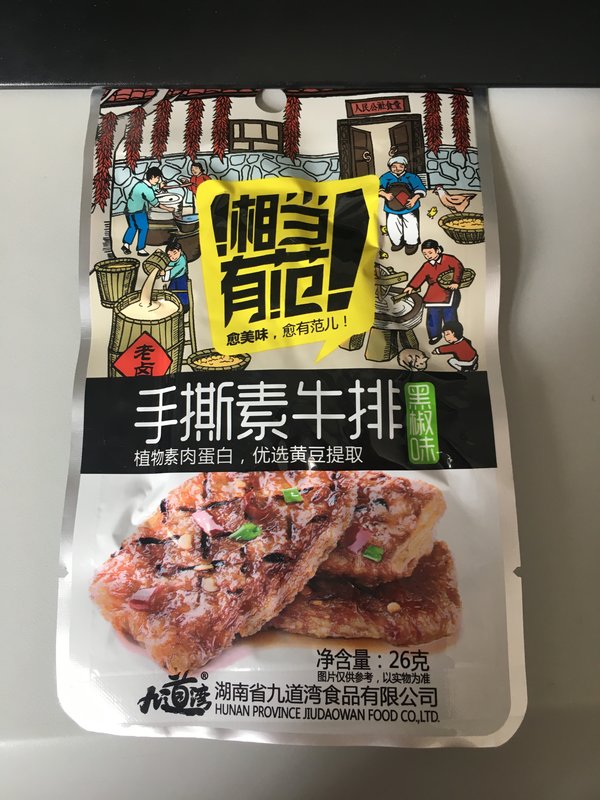 人民公社食堂
!湘当
有范!
愈美味，愈有范儿！
老卤
手撕素牛排
黑椒味
植物素肉蛋白，优选黄豆提取
净含量：26克
图片仅供参考，以实物为准
九道湾®
湖南省九道湾食品有限公司
HUNAN PROVINCE JIUDAOWAN FOOD CO.,LTD.